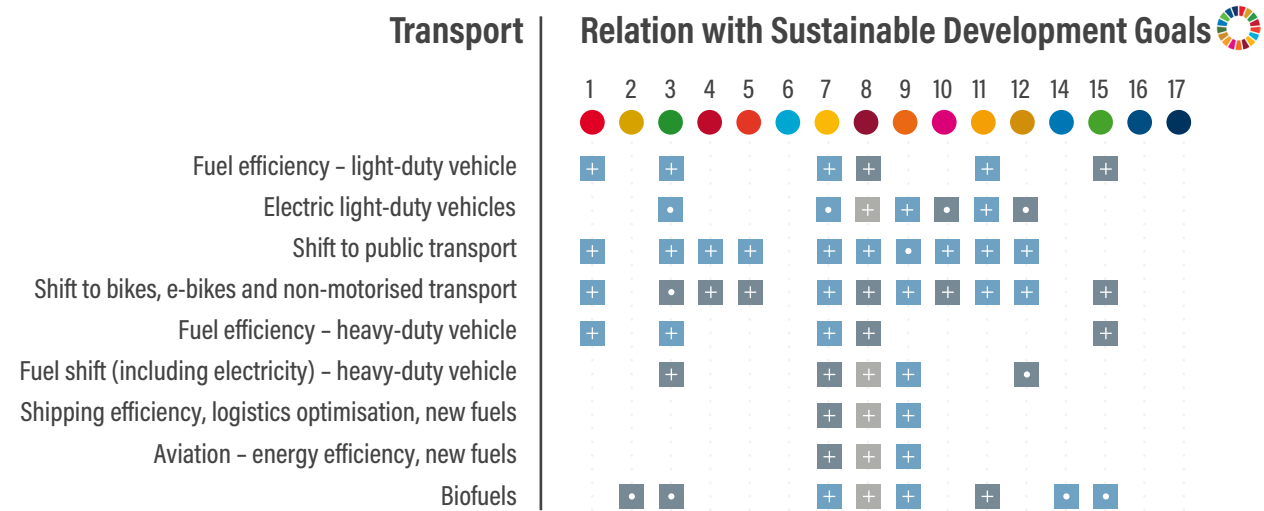 Transport Relation with Sustainable Development Goals
1 2 3 4 5 6 7 8 9 10 11 12 14 15 16 17
Fuel efficiency – light-duty vehicle + + + + + +
Electric light-duty vehicles • • + + • + •
Shift to public transport + + + + + + • + + +
Shift to bikes, e-bikes and non-motorised transport + • + + + + + + + + +
Fuel efficiency – heavy-duty vehicle + + + + +
Fuel shift (including electricity) – heavy-duty vehicle + + + + •
Shipping efficiency, logistics optimisation, new fuels + + +
Aviation – energy efficiency, new fuels + + +
Biofuels • • + + + + • •